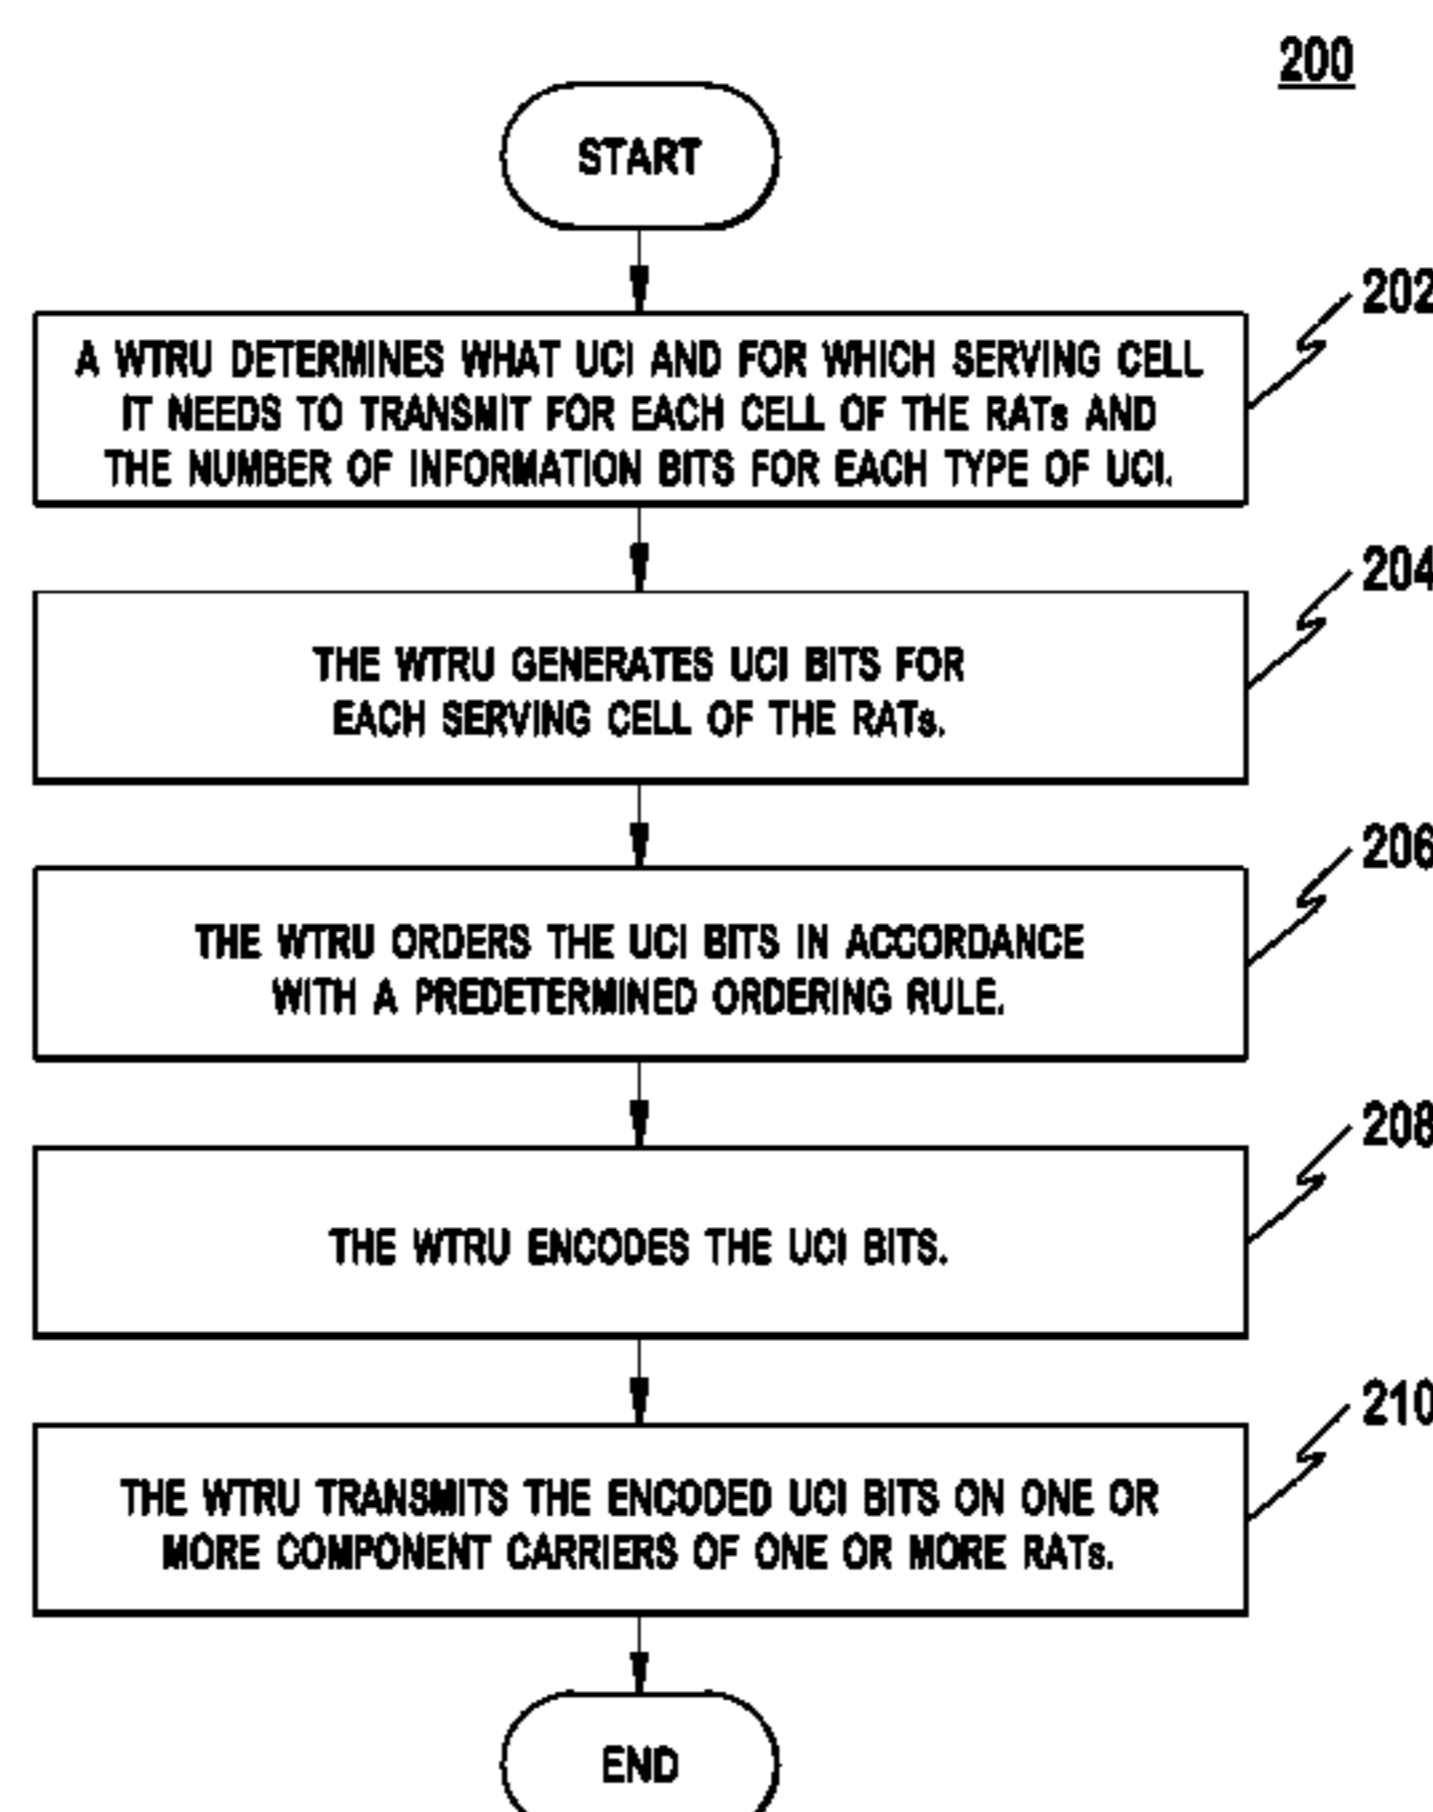 200
START
202
A WTRU DETERMINES WHAT UCI AND FOR WHICH SERVING CELL
IT NEEDS TO TRANSMIT FOR EACH CELL OF THE RATs AND
THE NUMBER OF INFORMATION BITS FOR EACH TYPE OF UCI.
204
THE WTRU GENERATES UCI BITS FOR
EACH SERVING CELL OF THE RATs.
206
THE WTRU ORDERS THE UCI BITS IN ACCORDANCE
WITH A PREDETERMINED ORDERING RULE.
208
THE WTRU ENCODES THE UCI BITS.
210
THE WTRU TRANSMITS THE ENCODED UCI BITS ON ONE OR
MORE COMPONENT CARRIERS OF ONE OR MORE RATs.
END